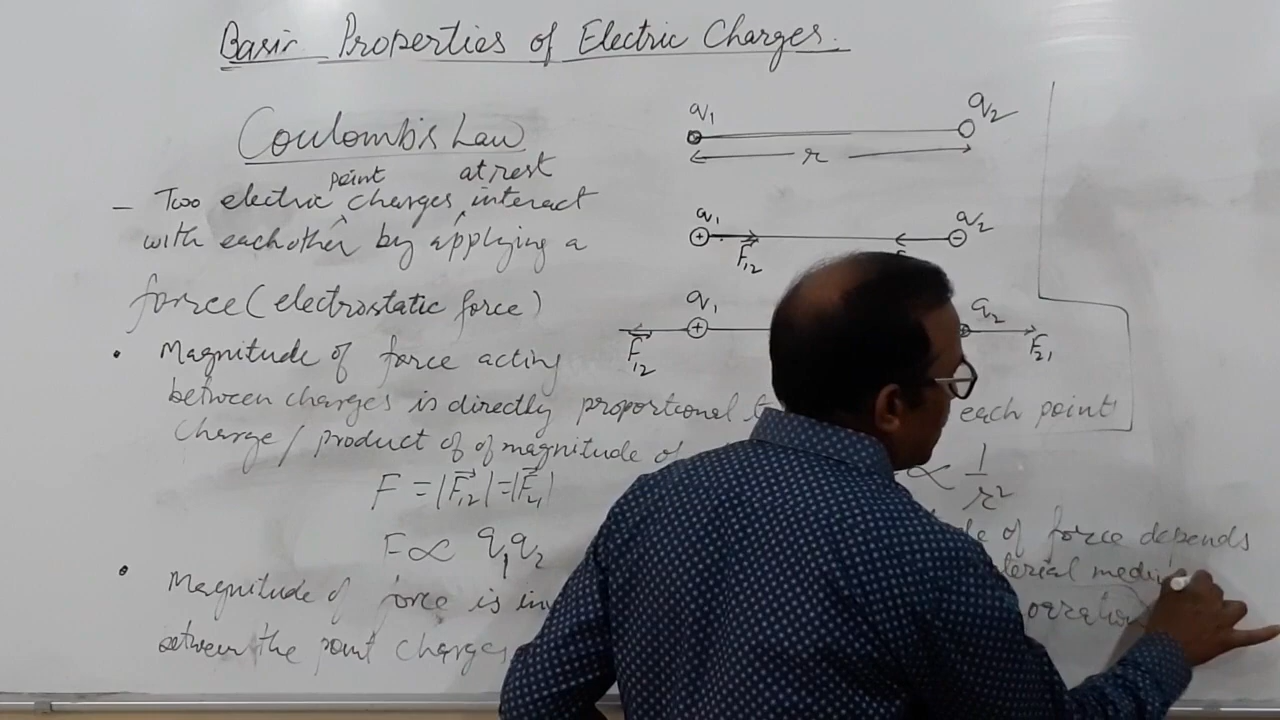 Basic Properties of Electric Charges.
Coulomb's Law
point at rest
– Two electric charges interact
with each other by applying a
force (electrostatic force)
• Magnitude of force acting
between charges is directly proportional each point
charge / product of of magnitude of
F = |F₁₂| = |F₂₁|
F ∝ q₁q₂
• Magnitude of force is
between the point charges
q₁ q₂
r
q₁ q₂
F₁₂
q₁ q₂
F₁₂ F₂₁
∝ 1/r²
of force depends